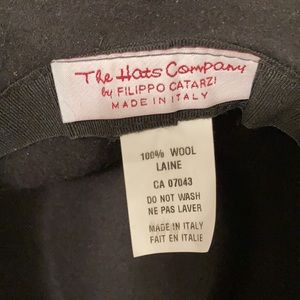 The Hats Company
by FILIPPO CATARZI
MADE IN ITALY
100% WOOL
LAINE
CA 07043
DO NOT WASH
NE PAS LAVER
MADE IN ITALY
FAIT EN ITALIE